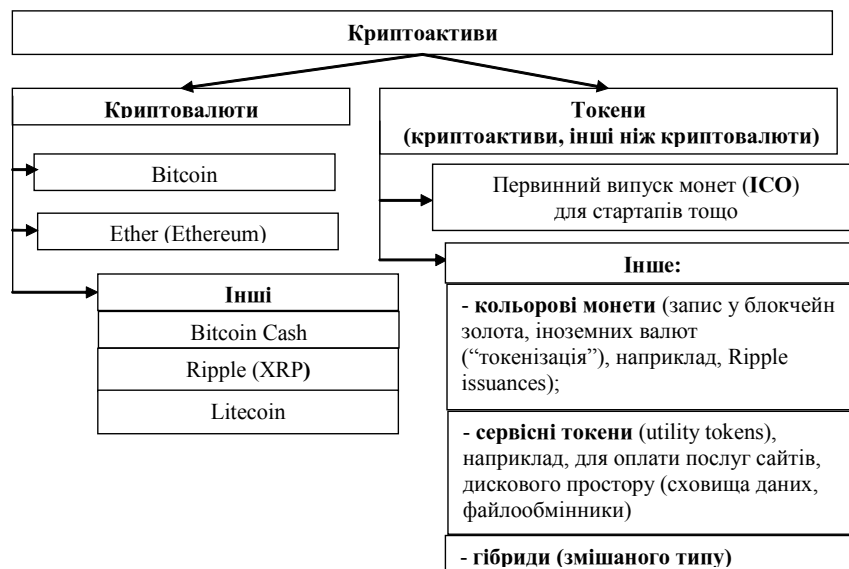 Криптоактиви
Криптовалюти
Bitcoin
Ether (Ethereum)
Інші
Bitcoin Cash
Ripple (XRP)
Litecoin
Токени
(криптоактиви, інші ніж криптовалюти)
Первинний випуск монет (ICO)
для стартапів тощо
Інше:
- кольорові монети (запис у блокчейн
золота, іноземних валют
(“токенізація”), наприклад, Ripple
issuances);
- сервісні токени (utility tokens),
наприклад, для оплати послуг сайтів,
дискового простору (сховища даних,
файлообмінники)
- гібриди (змішаного типу)